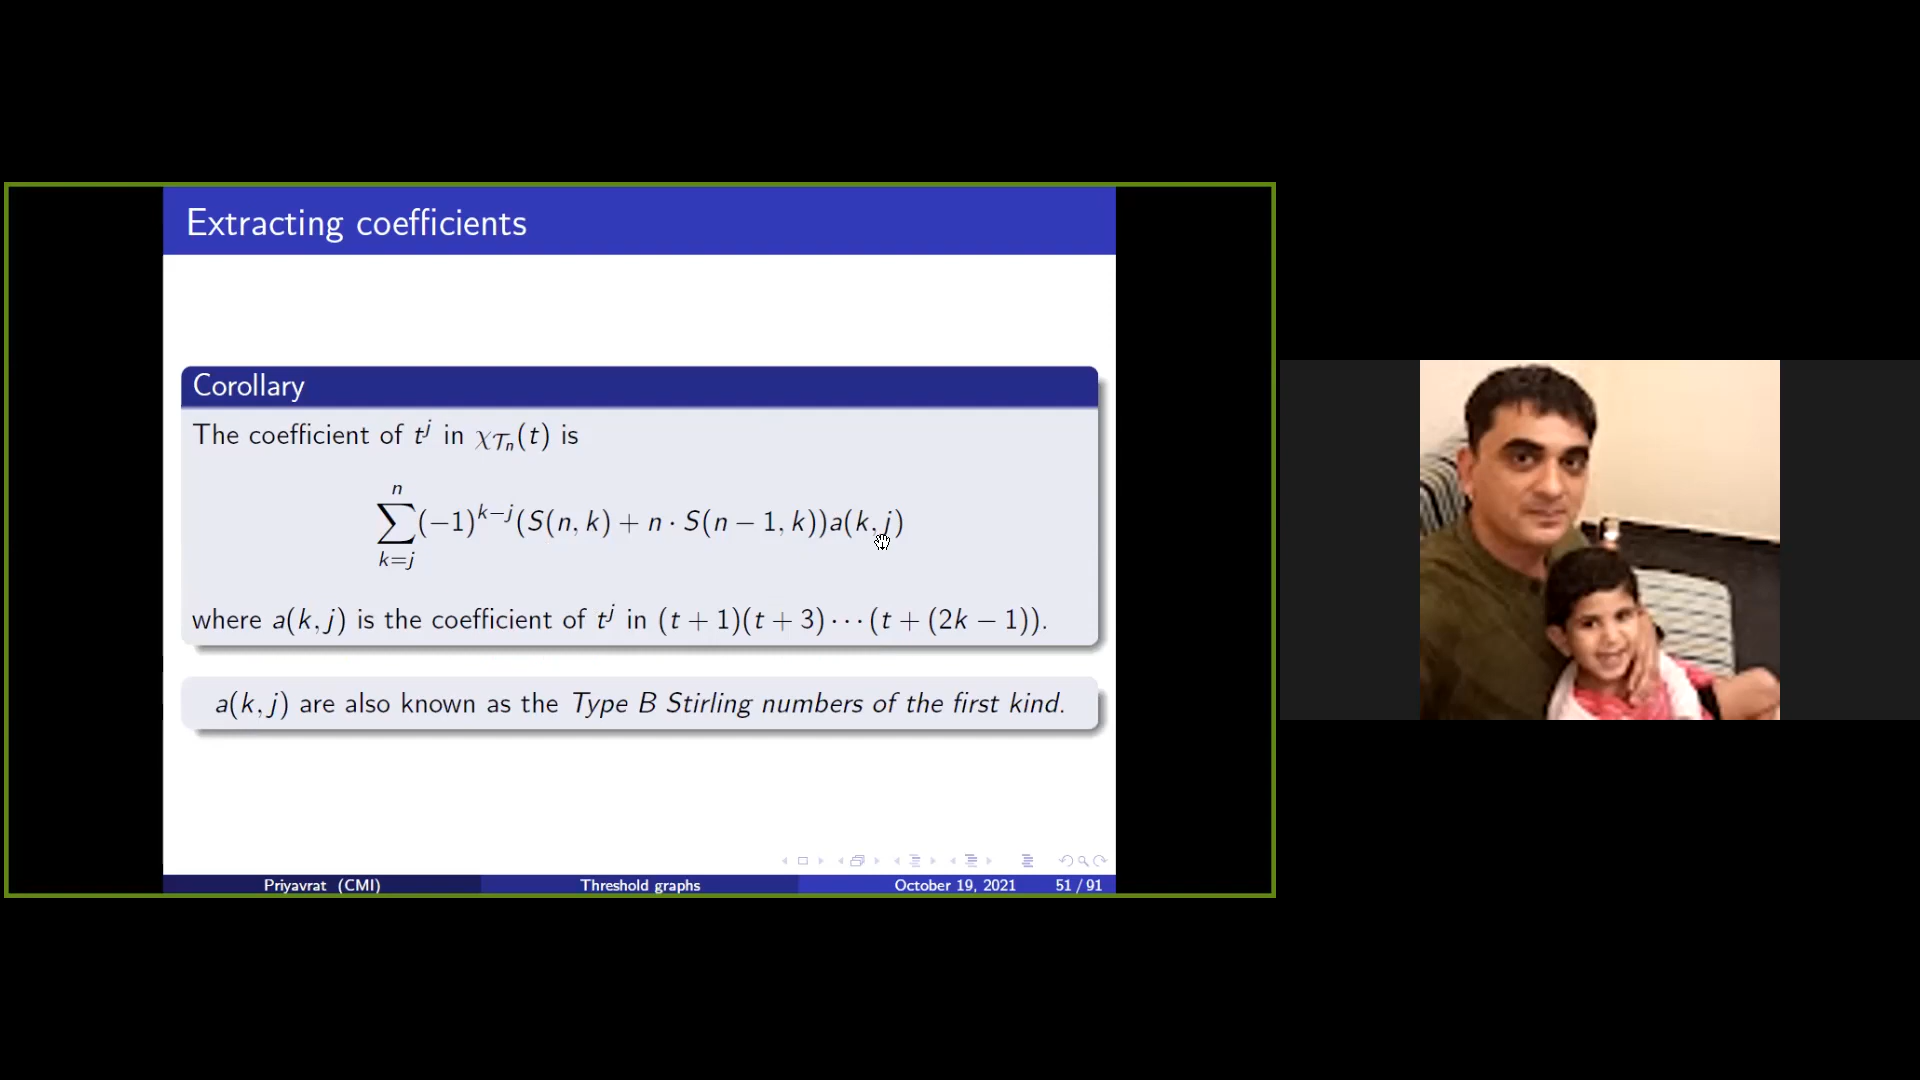 Extracting coefficients
Corollary
The coefficient of t^j in χ_{𝒯_n}(t) is
∑_{k=j}^{n} (−1)^{k−j}(S(n, k) + n · S(n − 1, k))a(k, j)
where a(k, j) is the coefficient of t^j in (t + 1)(t + 3) · · · (t + (2k − 1)).
a(k, j) are also known as the Type B Stirling numbers of the first kind.
Priyavrat (CMI) Threshold graphs October 19, 2021 51 / 91